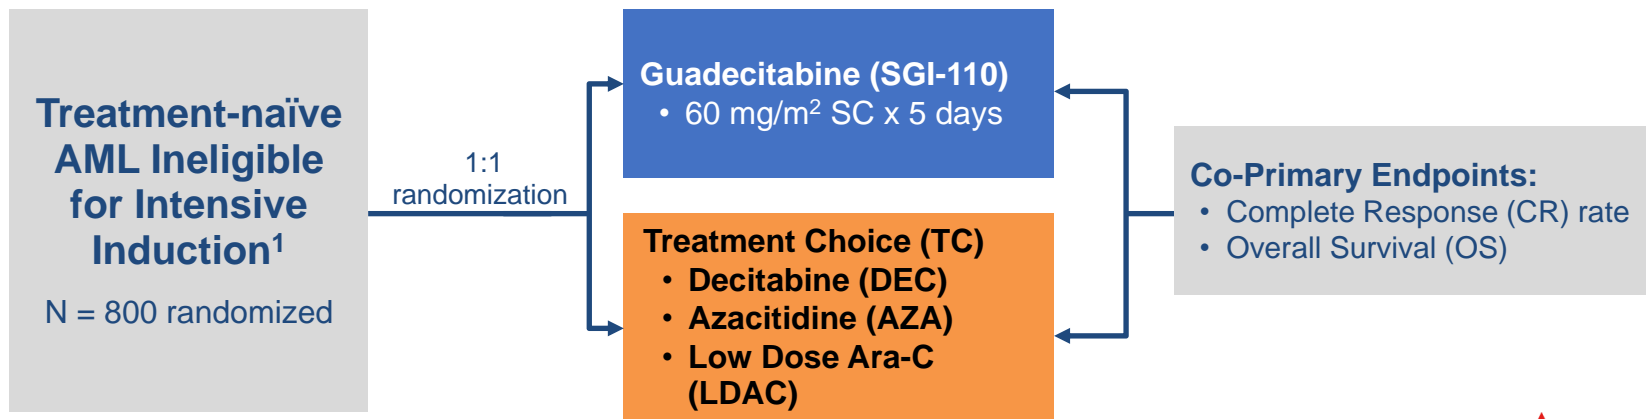 Treatment-naïve
AML Ineligible
for Intensive
Induction¹
N = 800 randomized
1:1
randomization
Guadecitabine (SGI-110)
• 60 mg/m² SC x 5 days
Treatment Choice (TC)
• Decitabine (DEC)
• Azacitidine (AZA)
• Low Dose Ara-C
(LDAC)
Co-Primary Endpoints:
• Complete Response (CR) rate
• Overall Survival (OS)